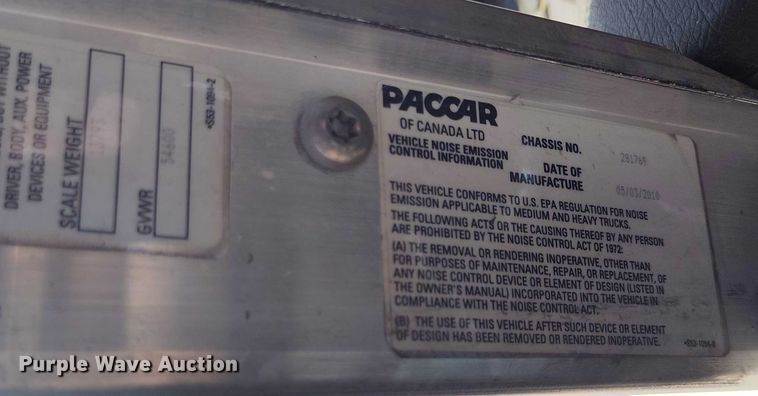 DRIVER, BODY, AUX. POWER
DEVICES OR EQUIPMENT
SCALE WEIGHT
GVWR
54600
PACCAR
OF CANADA LTD
VEHICLE NOISE EMISSION
CONTROL INFORMATION
CHASSIS NO.
281769
DATE OF
MANUFACTURE
05/03/2010
THIS VEHICLE CONFORMS TO U.S. EPA REGULATION FOR NOISE
EMISSION APPLICABLE TO MEDIUM AND HEAVY TRUCKS.
THE FOLLOWING ACTS OR THE CAUSING THEREOF BY ANY PERSON
ARE PROHIBITED BY THE NOISE CONTROL ACT OF 1972:
(A) THE REMOVAL OR RENDERING INOPERATIVE, OTHER THAN
FOR PURPOSES OF MAINTENANCE, REPAIR, OR REPLACEMENT, OF
ANY NOISE CONTROL DEVICE OR ELEMENT OF DESIGN (LISTED IN
THE OWNER'S MANUAL) INCORPORATED INTO THE VEHICLE IN
COMPLIANCE WITH THE NOISE CONTROL ACT.
(B) THE USE OF THIS VEHICLE AFTER SUCH DEVICE OR ELEMENT
OF DESIGN HAS BEEN REMOVED OR RENDERED INOPERATIVE.
Purple Wave Auction